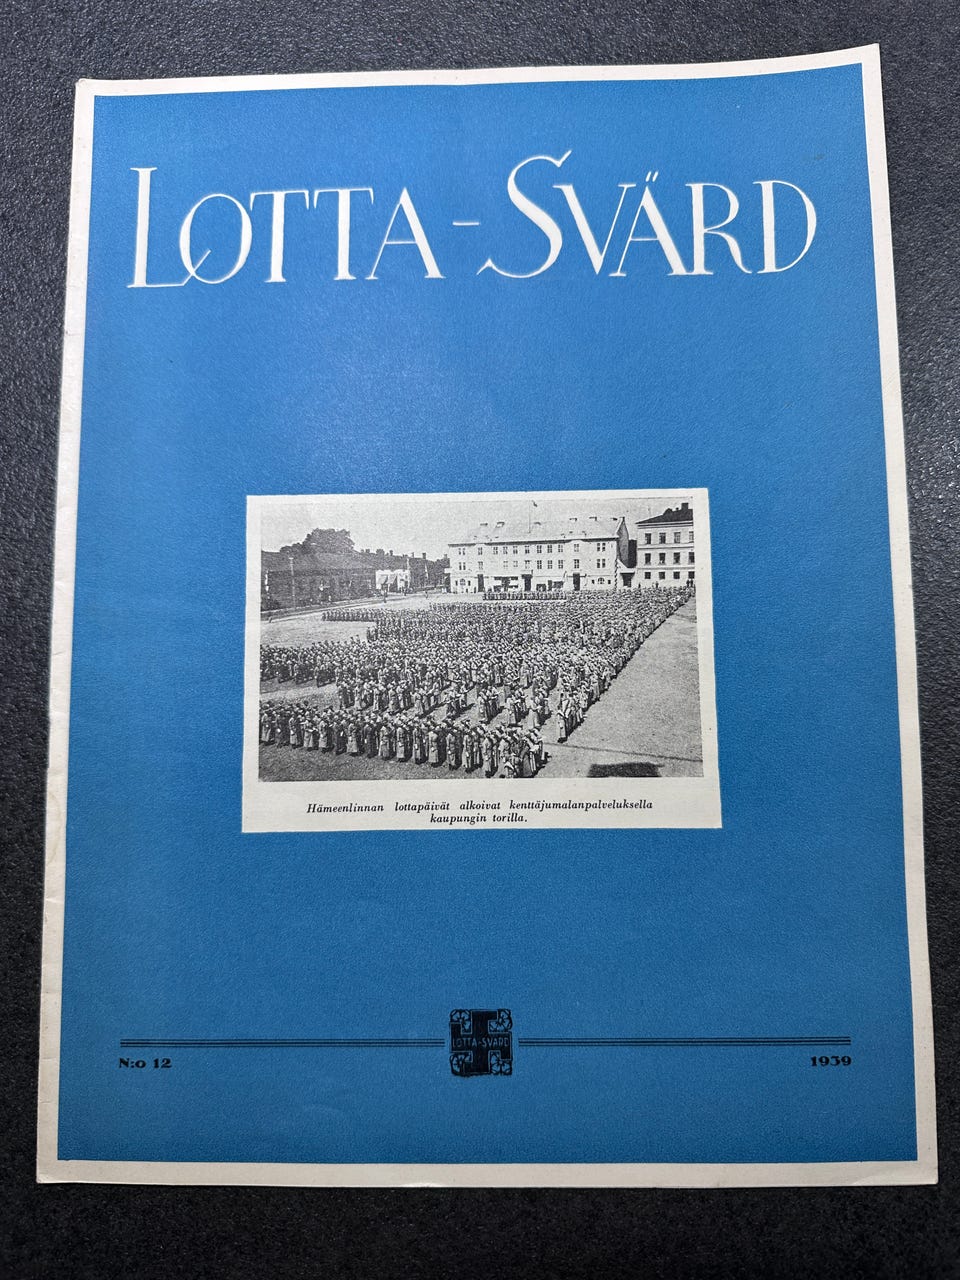 LOTTA-SVÄRD
Hämeenlinnan lottapäivät alkoivat kenttäjumalanpalveluksella
kaupungin torilla.
LOTTA-SVÄRD
N:o 12
1939